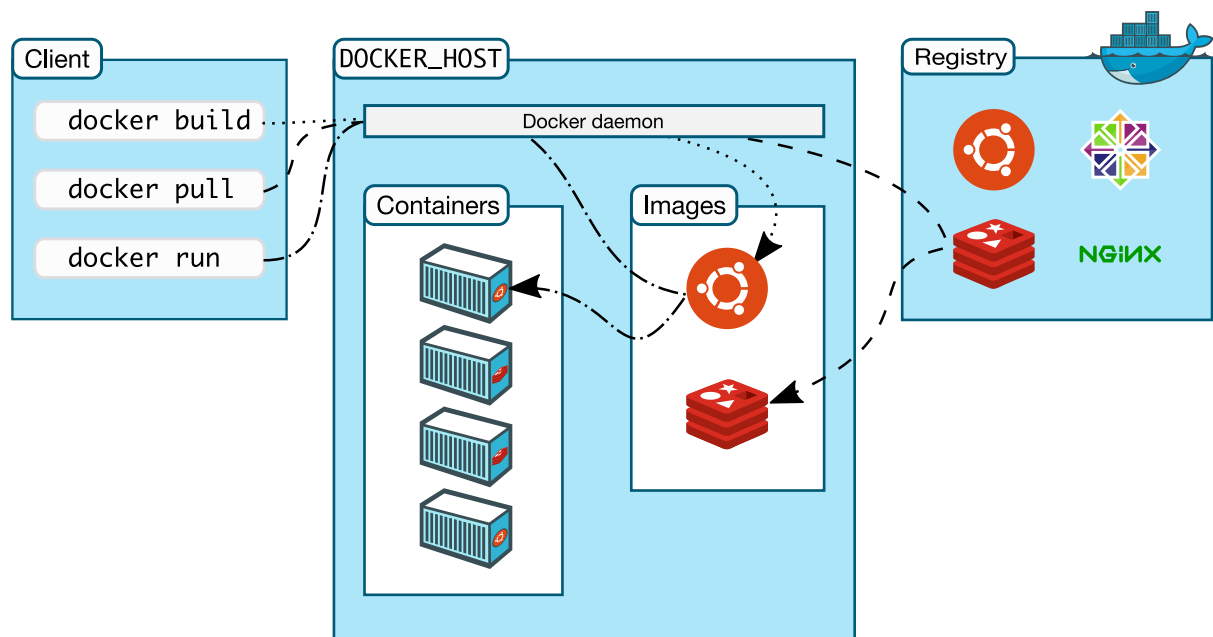 Client
docker build
docker pull
docker run
DOCKER_HOST
Docker daemon
Containers
Images
Registry
NGiNX